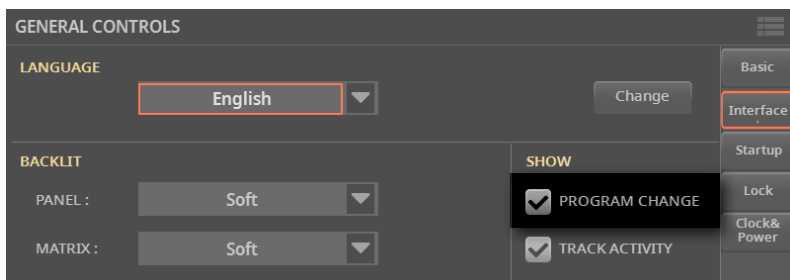 GENERAL CONTROLS
LANGUAGE
English
Change
BACKLIT
PANEL :
Soft
MATRIX :
Soft
SHOW
PROGRAM CHANGE
TRACK ACTIVITY
Basic
Interface
Startup
Lock
Clock&
Power